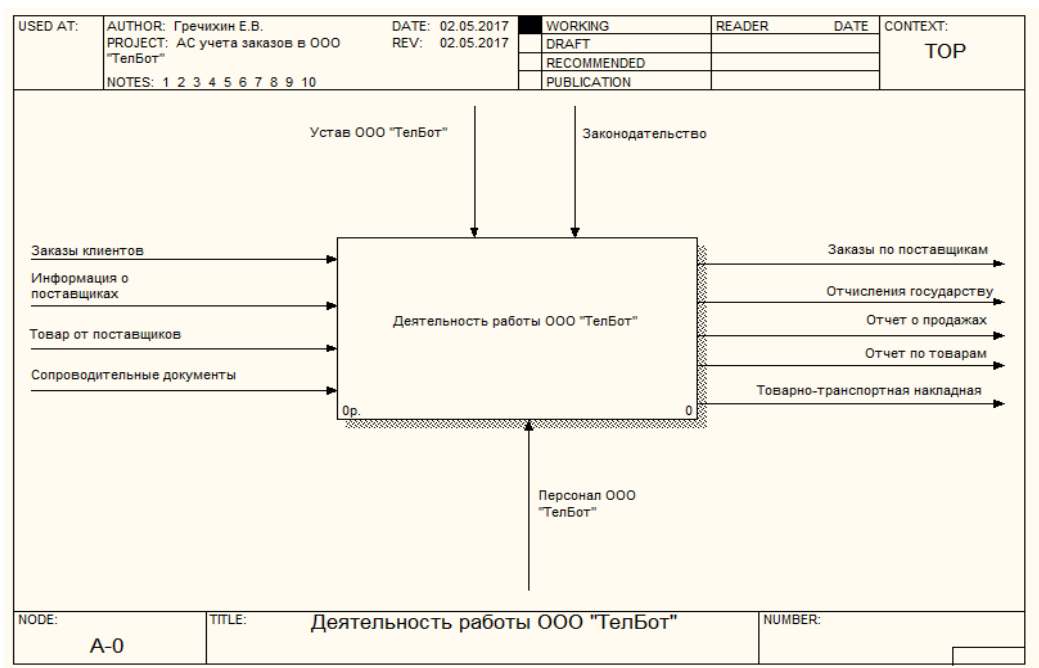 USED AT:
AUTHOR: Гречихин Е.В.
DATE: 02.05.2017
PROJECT: АС учета заказов в ООО
"ТелБот"
REV: 02.05.2017
NOTES: 1 2 3 4 5 6 7 8 9 10
WORKING
DRAFT
RECOMMENDED
PUBLICATION
READER
DATE
CONTEXT:
TOP
Устав ООО "ТелБот"
Законодательство
Заказы клиентов
Информация о
поставщиках
Товар от поставщиков
Сопроводительные документы
Деятельность работы ООО "ТелБот"
0р.
0
Заказы по поставщикам
Отчисления государству
Отчет о продажах
Отчет по товарам
Товарно-транспортная накладная
Персонал ООО
"ТелБот"
NODE:
A-0
TITLE:
Деятельность работы ООО "ТелБот"
NUMBER: